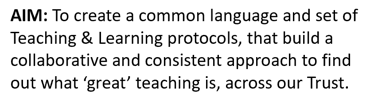 AIM: To create a common language and set of
Teaching & Learning protocols, that build a
collaborative and consistent approach to find
out what ‘great’ teaching is, across our Trust.